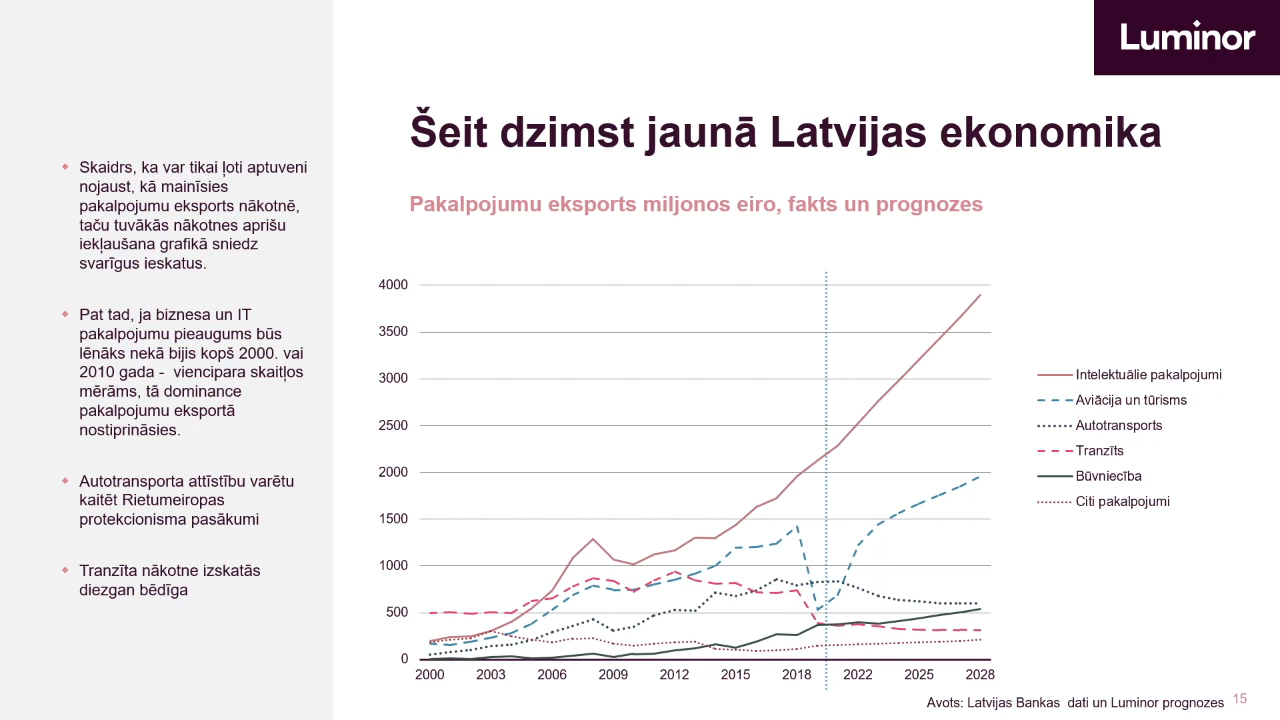 Luminor
Šeit dzimst jaunā Latvijas ekonomika
Pakalpojumu eksports miljonos eiro, fakts un prognozes
Skaidrs, ka var tikai ļoti aptuveni
nojaust, kā mainīsies
pakalpojumu eksports nākotnē,
taču tuvākās nākotnes aprišu
iekļaušana grafikā sniedz
svarīgus ieskatus.
Pat tad, ja biznesa un IT
pakalpojumu pieaugums būs
lēnāks nekā bijis kopš 2000. vai
2010 gada - viencipara skaitļos
mērāms, tā dominance
pakalpojumu eksportā
nostiprināsies.
Autotransporta attīstību varētu
kaitēt Rietumeiropas
protekcionisma pasākumi
Tranzīta nākotne izskatās
diezgan bēdīga
4000
3500
3000
2500
2000
1500
1000
500
0
2000 2003 2006 2009 2012 2015 2018 2022 2025 2028
Intelektuālie pakalpojumi
Aviācija un tūrisms
Autotransports
Tranzīts
Būvniecība
Citi pakalpojumi
Avots: Latvijas Bankas dati un Luminor prognozes
15